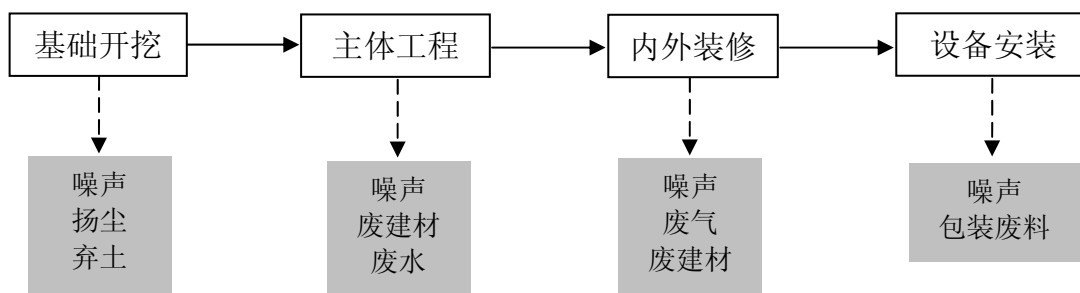 基础开挖
主体工程
内外装修
设备安装
噪声
扬尘
弃土
噪声
废建材
废水
噪声
废气
废建材
噪声
包装废料